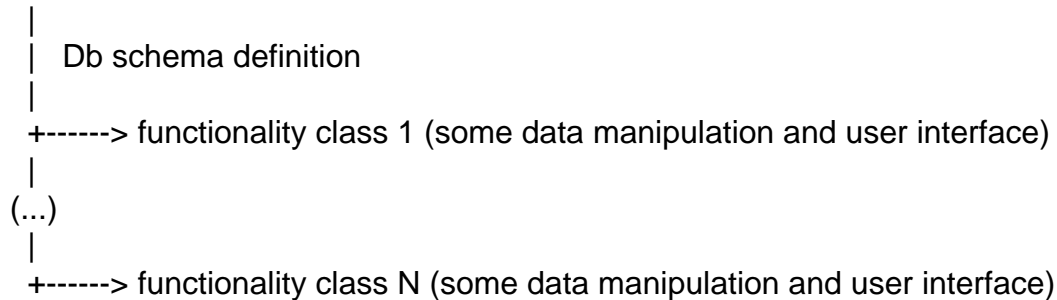 |
| Db schema definition
|
+------> functionality class 1 (some data manipulation and user interface)
|
(...)
|
+------> functionality class N (some data manipulation and user interface)